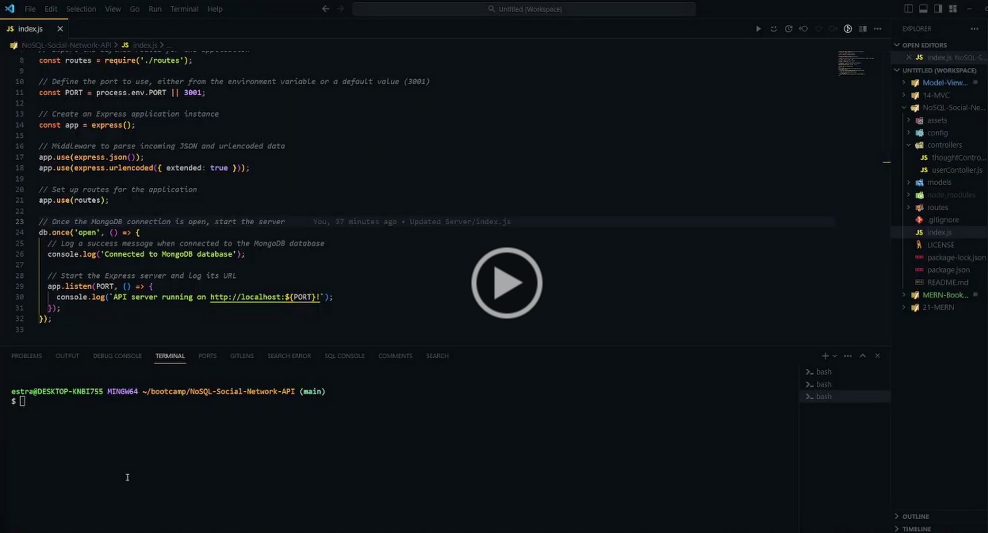 File Edit Selection View Go Run Terminal Help
Untitled (Workspace)
JS index.js
NoSQL-Social-Network-API > JS index.js > ...
8 const routes = require('./routes');
9
10 // Define the port to use, either from the environment variable or a default value (3001)
11 const PORT = process.env.PORT || 3001;
12
13 // Create an Express application instance
14 const app = express();
15
16 // Middleware to parse incoming JSON and urlencoded data
17 app.use(express.json());
18 app.use(express.urlencoded({ extended: true }));
19
20 // Set up routes for the application
21 app.use(routes);
22
23 // Once the MongoDB connection is open, start the server You, 37 minutes ago • Updated Server/index.js
24 db.once('open', () => {
25 // Log a success message when connected to the MongoDB database
26 console.log('Connected to MongoDB database');
27
28 // Start the Express server and log its URL
29 app.listen(PORT, () => {
30 console.log(`API server running on http://localhost:${PORT}!`);
31 });
32 });
33
PROBLEMS OUTPUT DEBUG CONSOLE TERMINAL PORTS GITLENS SEARCH ERROR SQL CONSOLE COMMENTS SEARCH
estra@DESKTOP-KNBI755 MINGW64 ~/bootcamp/NoSQL-Social-Network-API (main)
$
bash
bash
bash
EXPLORER
OPEN EDITORS
JS index.js NoSQL-S...
UNTITLED (WORKSPACE)
Model-View...
14-MVC
NoSQL-Social-Ne...
assets
config
controllers
JS thoughtContro...
JS userContoller.js
models
node_modules
routes
.gitignore
JS index.js
LICENSE
package-lock.json
package.json
README.md
MERN-Book...
21-MERN
OUTLINE
TIMELINE